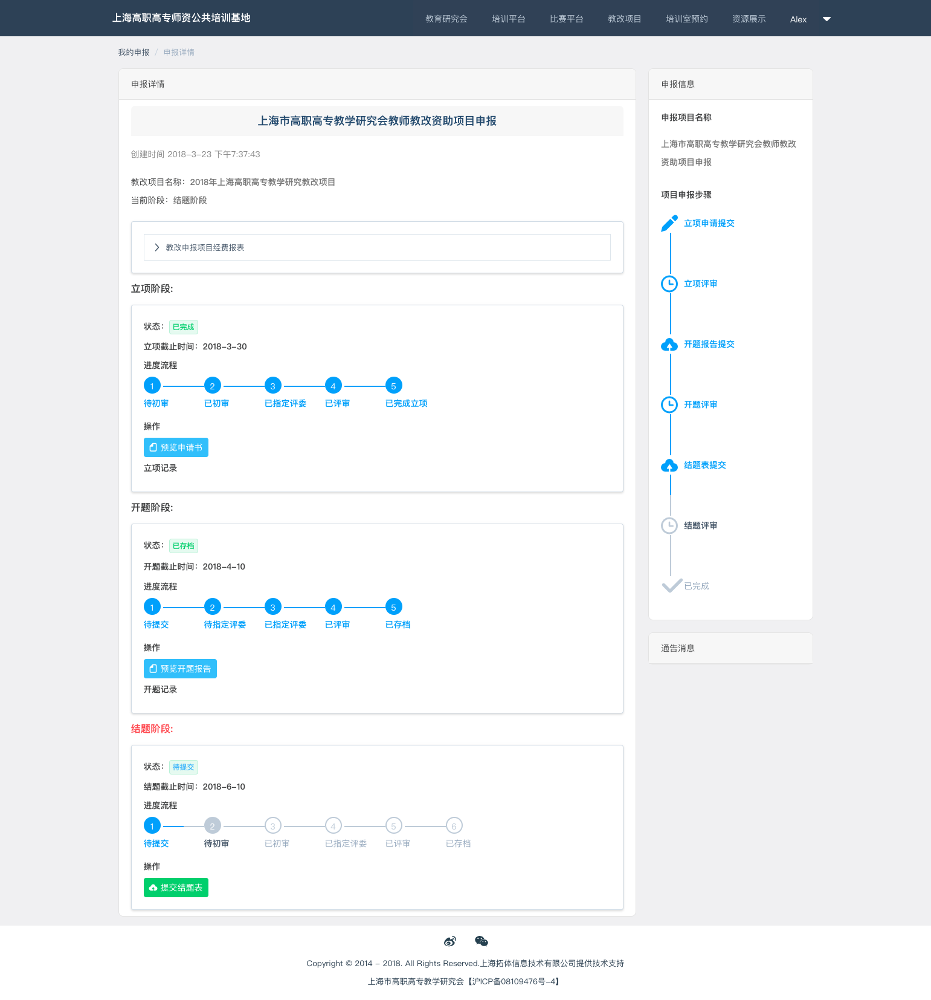 上海高职高专师资公共培训基地
教育研究会 培训平台 比赛平台 教改项目 培训室预约 资源展示 Alex
我的申报 / 申报详情
申报详情
上海市高职高专教学研究会教师教改资助项目申报
创建时间 2018-3-23 下午7:37:43
教改项目名称：2018年上海高职高专教学研究教改项目
当前阶段：结题阶段
教改申报项目经费报表
立项阶段:
状态：已完成
立项截止时间：2018-3-30
进度流程
1 2 3 4 5
待初审 已初审 已指定评委 已评审 已完成立项
操作
预览申请书
立项记录
开题阶段:
状态：已存档
开题截止时间：2018-4-10
进度流程
1 2 3 4 5
待提交 待指定评委 已指定评委 已评审 已存档
操作
预览开题报告
开题记录
结题阶段:
状态：待提交
结题截止时间：2018-6-10
进度流程
1 2 3 4 5 6
待提交 待初审 已初审 已指定评委 已评审 已存档
操作
提交结题表
申报信息
申报项目名称
上海市高职高专教学研究会教师教改
资助项目申报
项目申报步骤
立项申请提交
立项评审
开题报告提交
开题评审
结题表提交
结题评审
已完成
通告消息
Copyright © 2014 - 2018. All Rights Reserved.上海拓体信息技术有限公司提供技术支持
上海市高职高专教学研究会【沪ICP备08109476号-4】